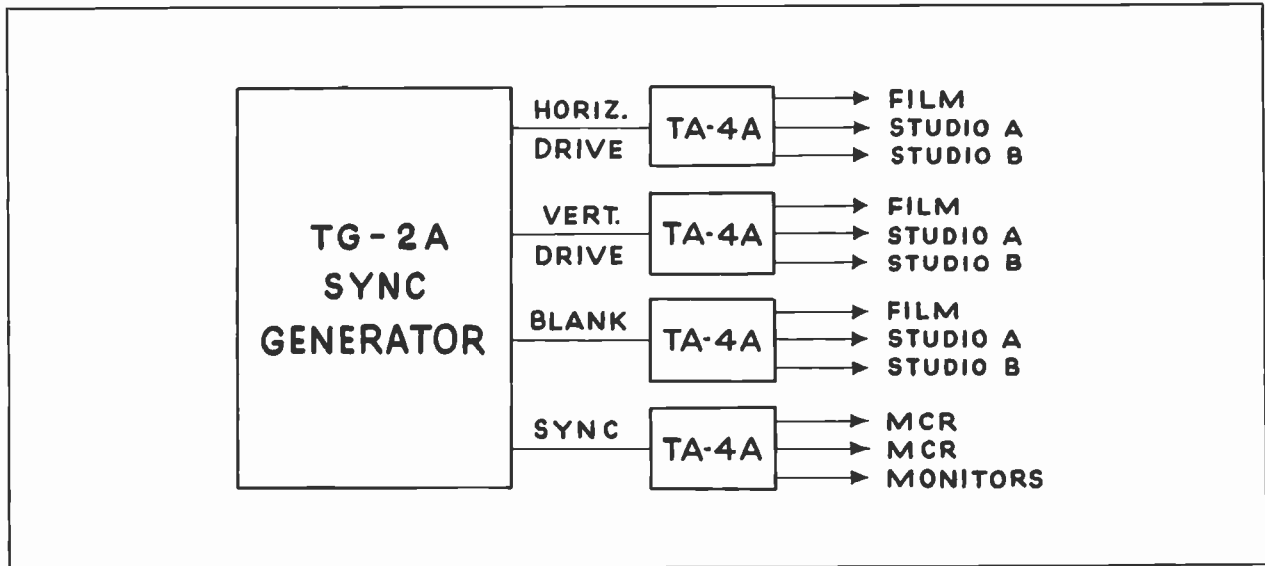 TG-2A
SYNC
GENERATOR
HORIZ.
DRIVE
TA-4A
FILM
STUDIO A
STUDIO B
VERT.
DRIVE
TA-4A
FILM
STUDIO A
STUDIO B
BLANK
TA-4A
FILM
STUDIO A
STUDIO B
SYNC
TA-4A
MCR
MCR
MONITORS